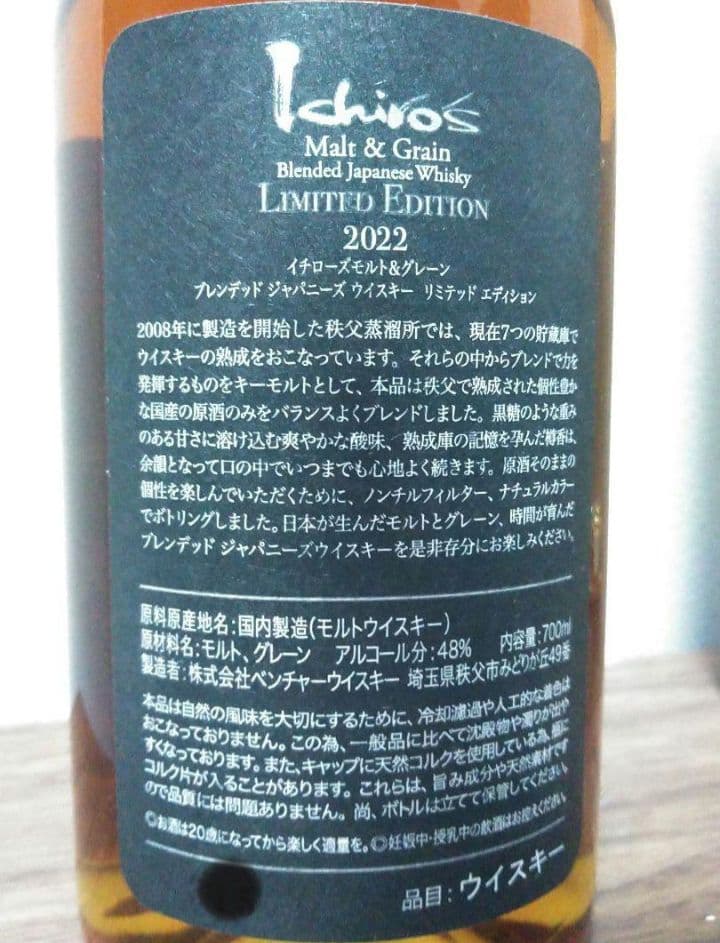 Ichiro's
Malt & Grain
Blended Japanese Whisky
LIMITED EDITION
2022
イチローズモルト&グレーン
ブレンデッド ジャパニーズ ウイスキー リミテッド エディション
2008年に製造を開始した秩父蒸溜所では、現在7つの貯蔵庫で
ウイスキーの熟成をおこなっています。それらの中からブレンドで力を
発揮するものをキーモルトとして、本品は秩父で熟成された個性豊か
な国産の原酒のみをバランスよくブレンドしました。黒糖のような重み
のある甘さに溶け込む爽やかな酸味、熟成庫の記憶を孕んだ樽香は、
余韻となって口の中でいつまでも心地よく続きます。原酒そのままの
個性を楽しんでいただくために、ノンチルフィルター、ナチュラルカラー
でボトリングしました。日本が生んだモルトとグレーン、時間が育んだ
ブレンデッド ジャパニーズウイスキーを是非存分にお楽しみください。
原料原産地名:国内製造(モルトウイスキー)
原材料名:モルト、グレーン アルコール分:48% 内容量:700ml
製造者:株式会社ベンチャーウイスキー 埼玉県秩父市みどりが丘49番
本品は自然の風味を大切にするために、冷却濾過や人工的な着色は
おこなっておりません。この為、一般品に比べて沈殿物や濁りが出や
すくなっております。また、キャップに天然コルクを使用している為、稀に
コルク片が入ることがあります。これらは、旨み成分や天然素材です
ので品質には問題ありません。尚、ボトルは立てて保管してください。
◎お酒は20歳になってから楽しく適量を。◎妊娠中・授乳中の飲酒はお控えください。
品目:ウイスキー